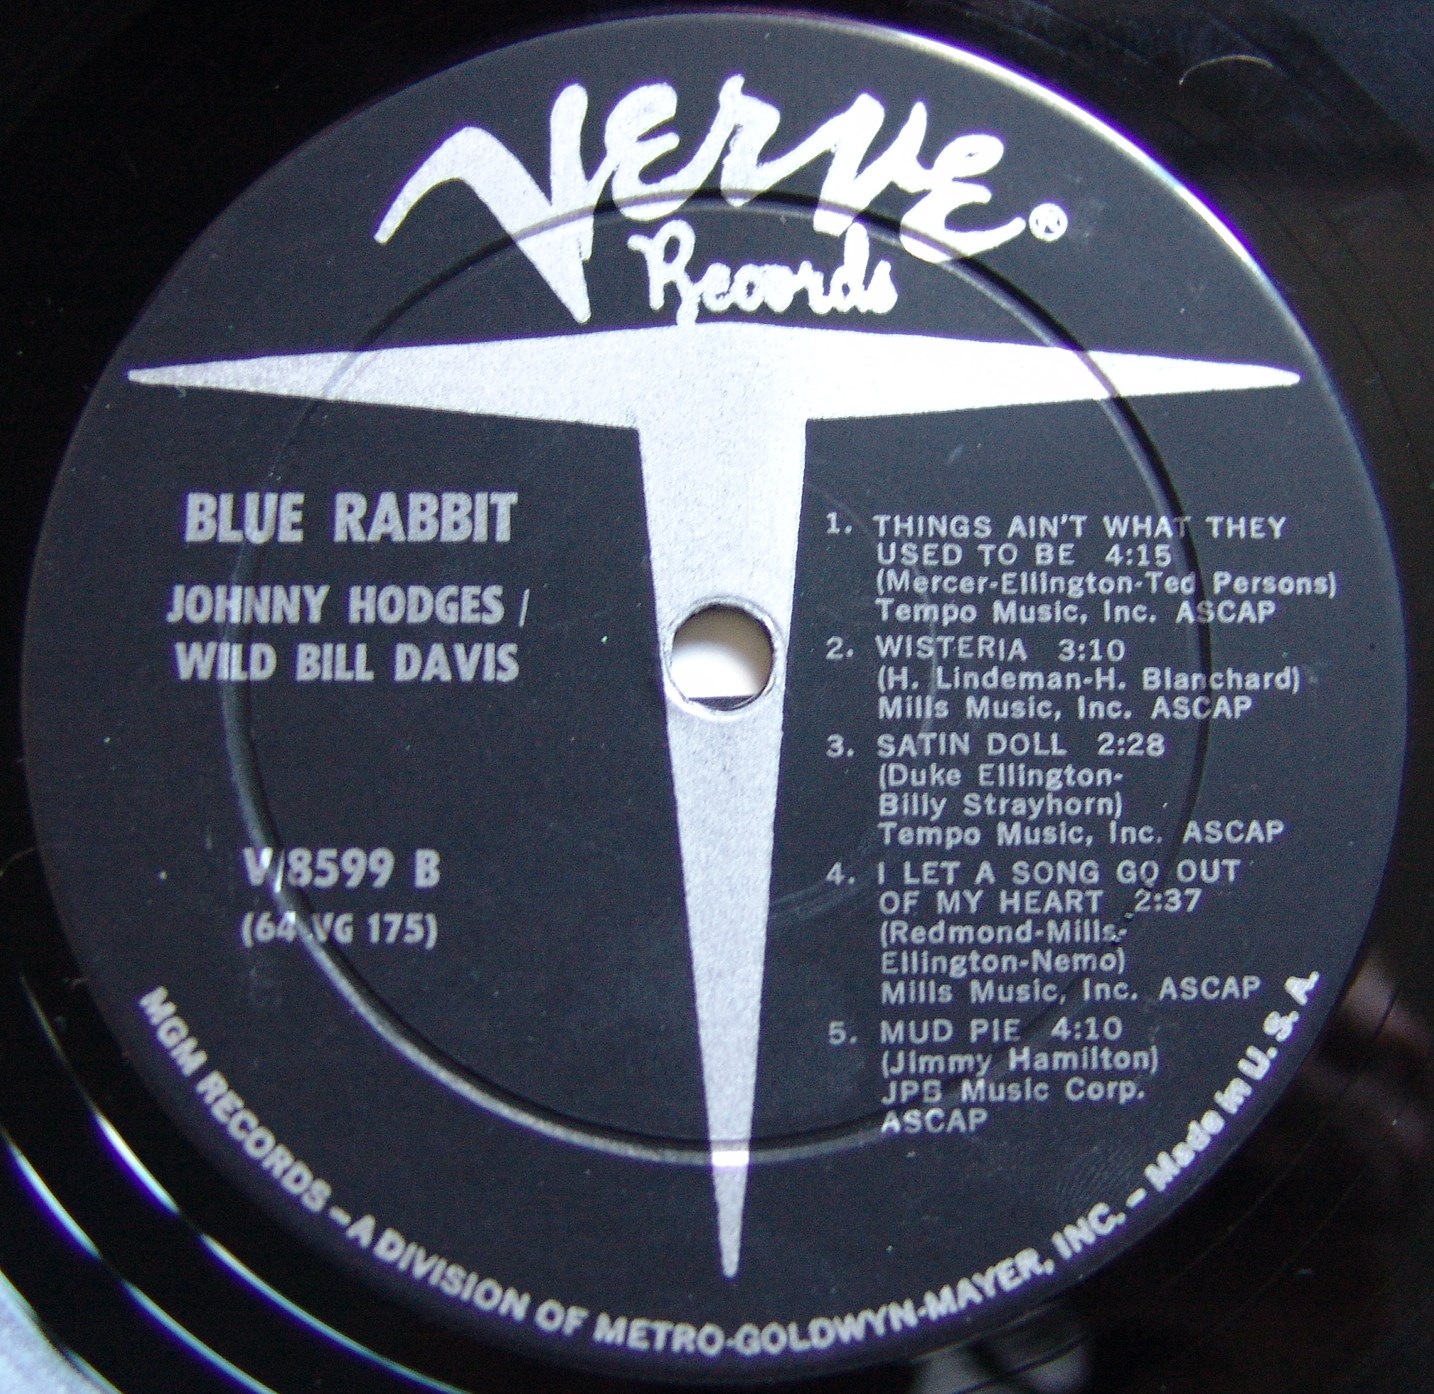 Verve®
Records
BLUE RABBIT
JOHNNY HODGES /
WILD BILL DAVIS
V/8599 B
(64-VG 175)
1. THINGS AIN'T WHAT THEY
USED TO BE 4:15
(Mercer-Ellington-Ted Persons)
Tempo Music, Inc. ASCAP
2. WISTERIA 3:10
(H. Lindeman-H. Blanchard)
Mills Music, Inc. ASCAP
3. SATIN DOLL 2:28
(Duke Ellington-
Billy Strayhorn)
Tempo Music, Inc. ASCAP
4. I LET A SONG GO OUT
OF MY HEART 2:37
(Redmond-Mills-
Ellington-Nemo)
Mills Music, Inc. ASCAP
5. MUD PIE 4:10
(Jimmy Hamilton)
JPB Music Corp.
ASCAP
MGM RECORDS – A DIVISION OF METRO-GOLDWYN-MAYER, INC. – Made in U. S. A.